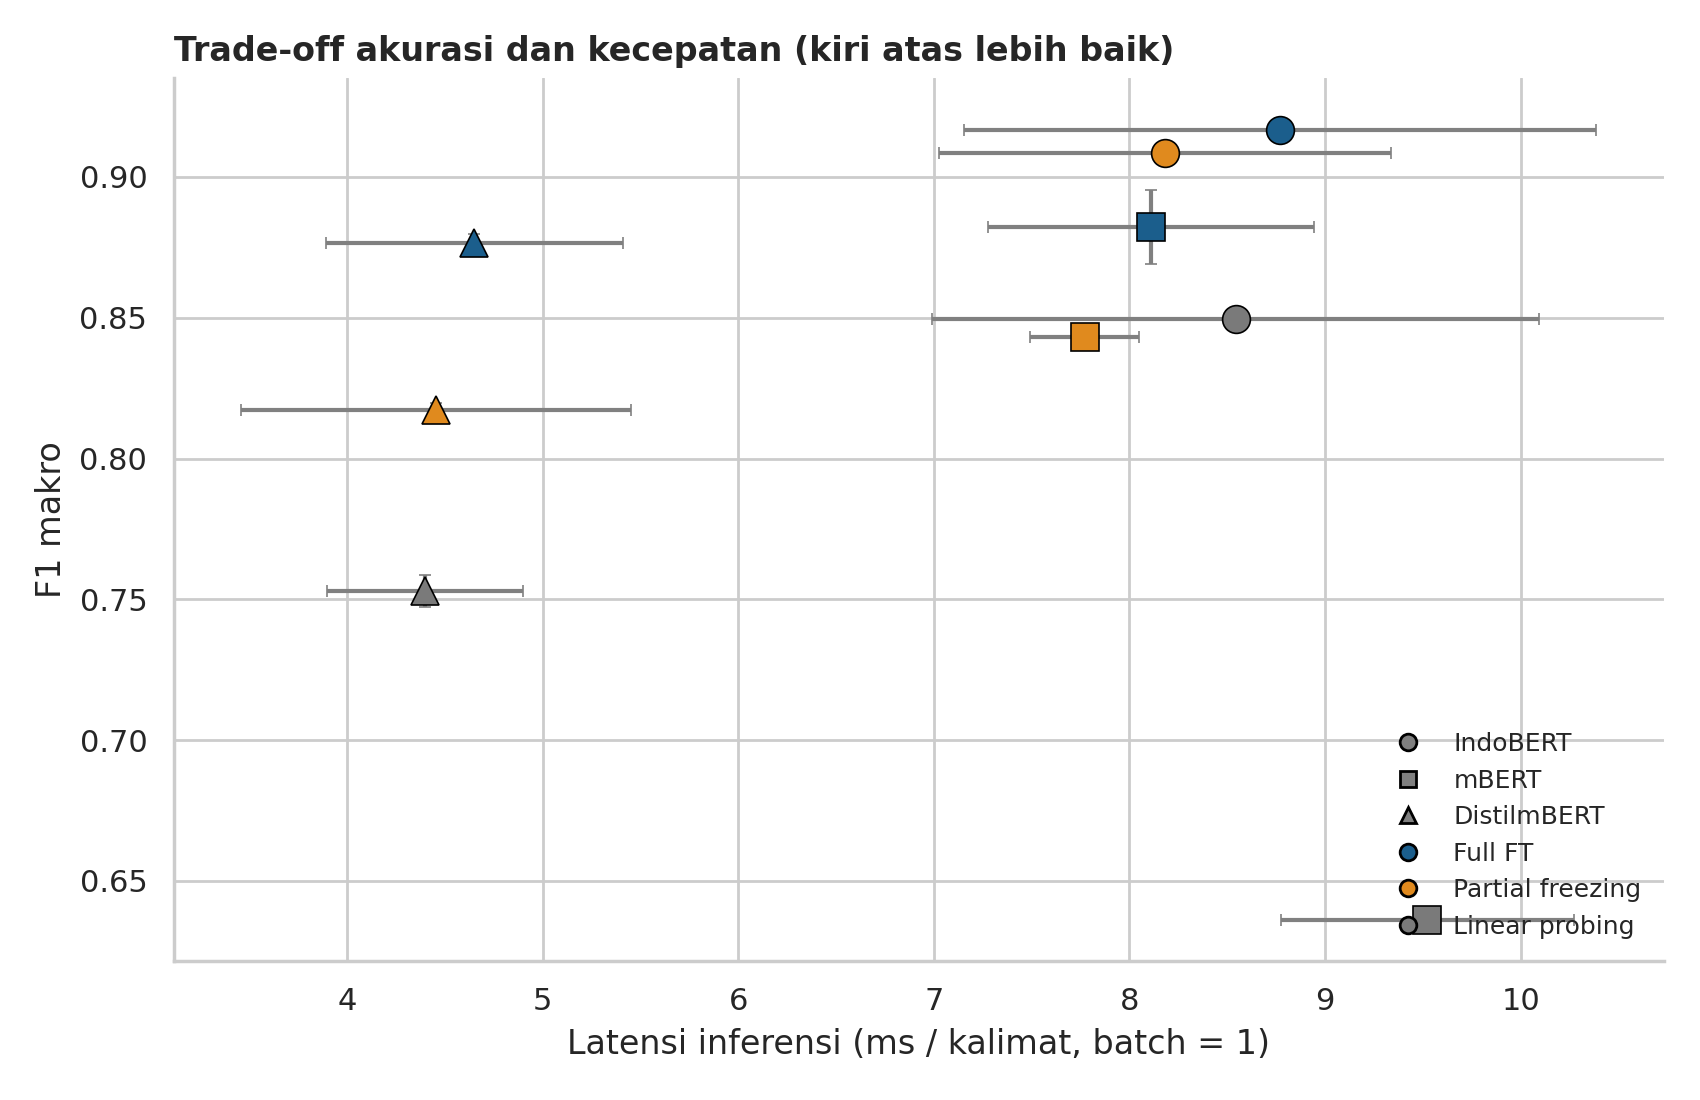 Trade-off akurasi dan kecepatan (kiri atas lebih baik)
F1 makro
0.90
0.85
0.80
0.75
0.70
0.65
IndoBERT
mBERT
DistilmBERT
Full FT
Partial freezing
Linear probing
4 5 6 7 8 9 10
Latensi inferensi (ms / kalimat, batch = 1)